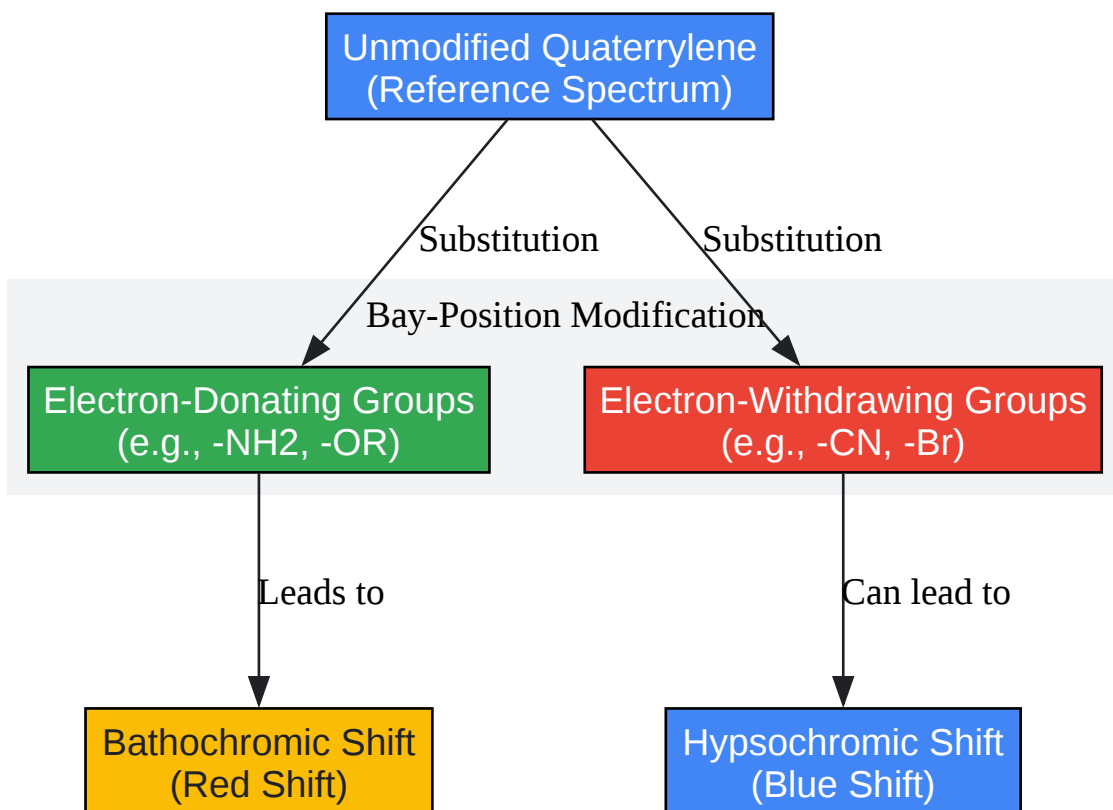 Unmodified Quaterrylene
(Reference Spectrum)
Substitution
Substitution
Bay-Position Modification
Electron-Donating Groups
(e.g., -NH2, -OR)
Electron-Withdrawing Groups
(e.g., -CN, -Br)
Leads to
Can lead to
Bathochromic Shift
(Red Shift)
Hypsochromic Shift
(Blue Shift)